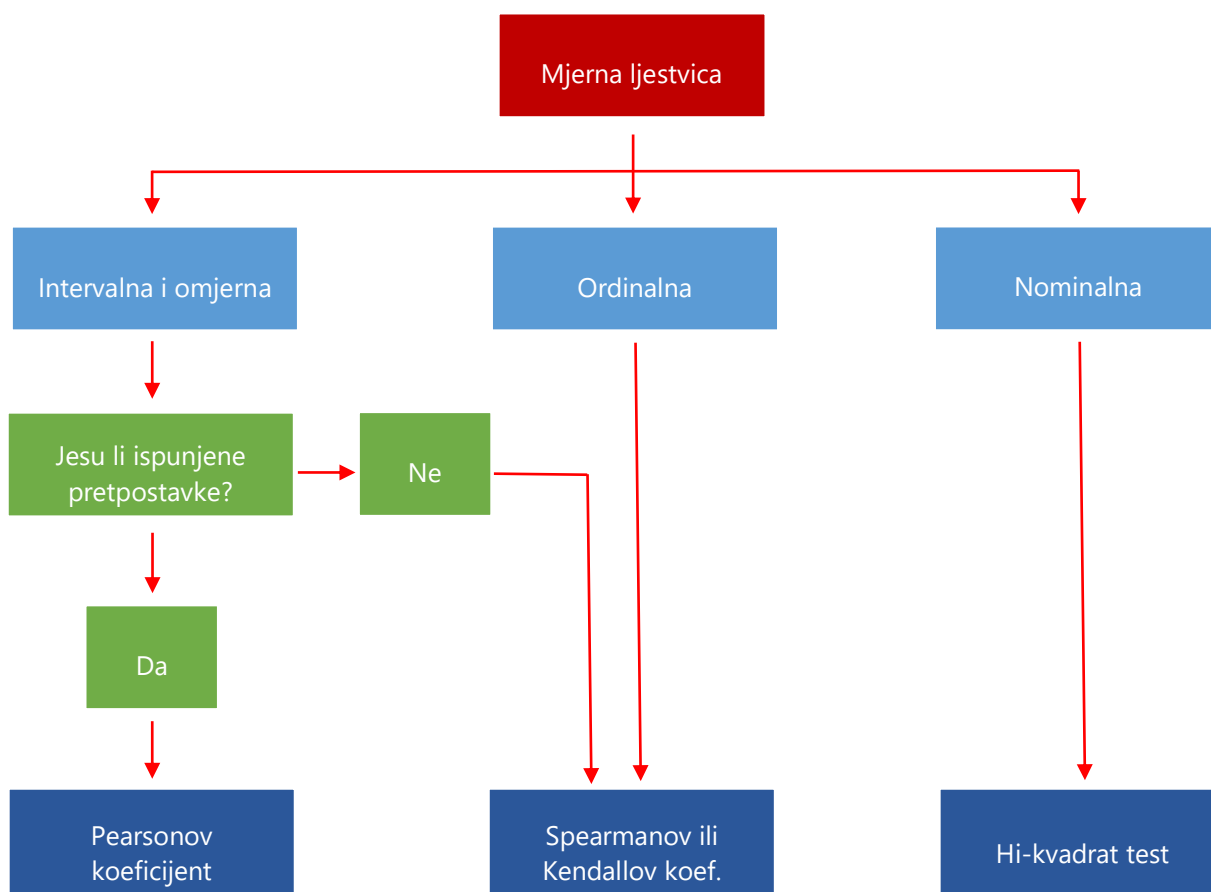 Mjerna ljestvica
Intervalna i omjerna
Ordinalna
Nominalna
Jesu li ispunjene
pretpostavke?
Ne
Da
Pearsonov
koeficijent
Spearmanov ili
Kendallov koef.
Hi-kvadrat test